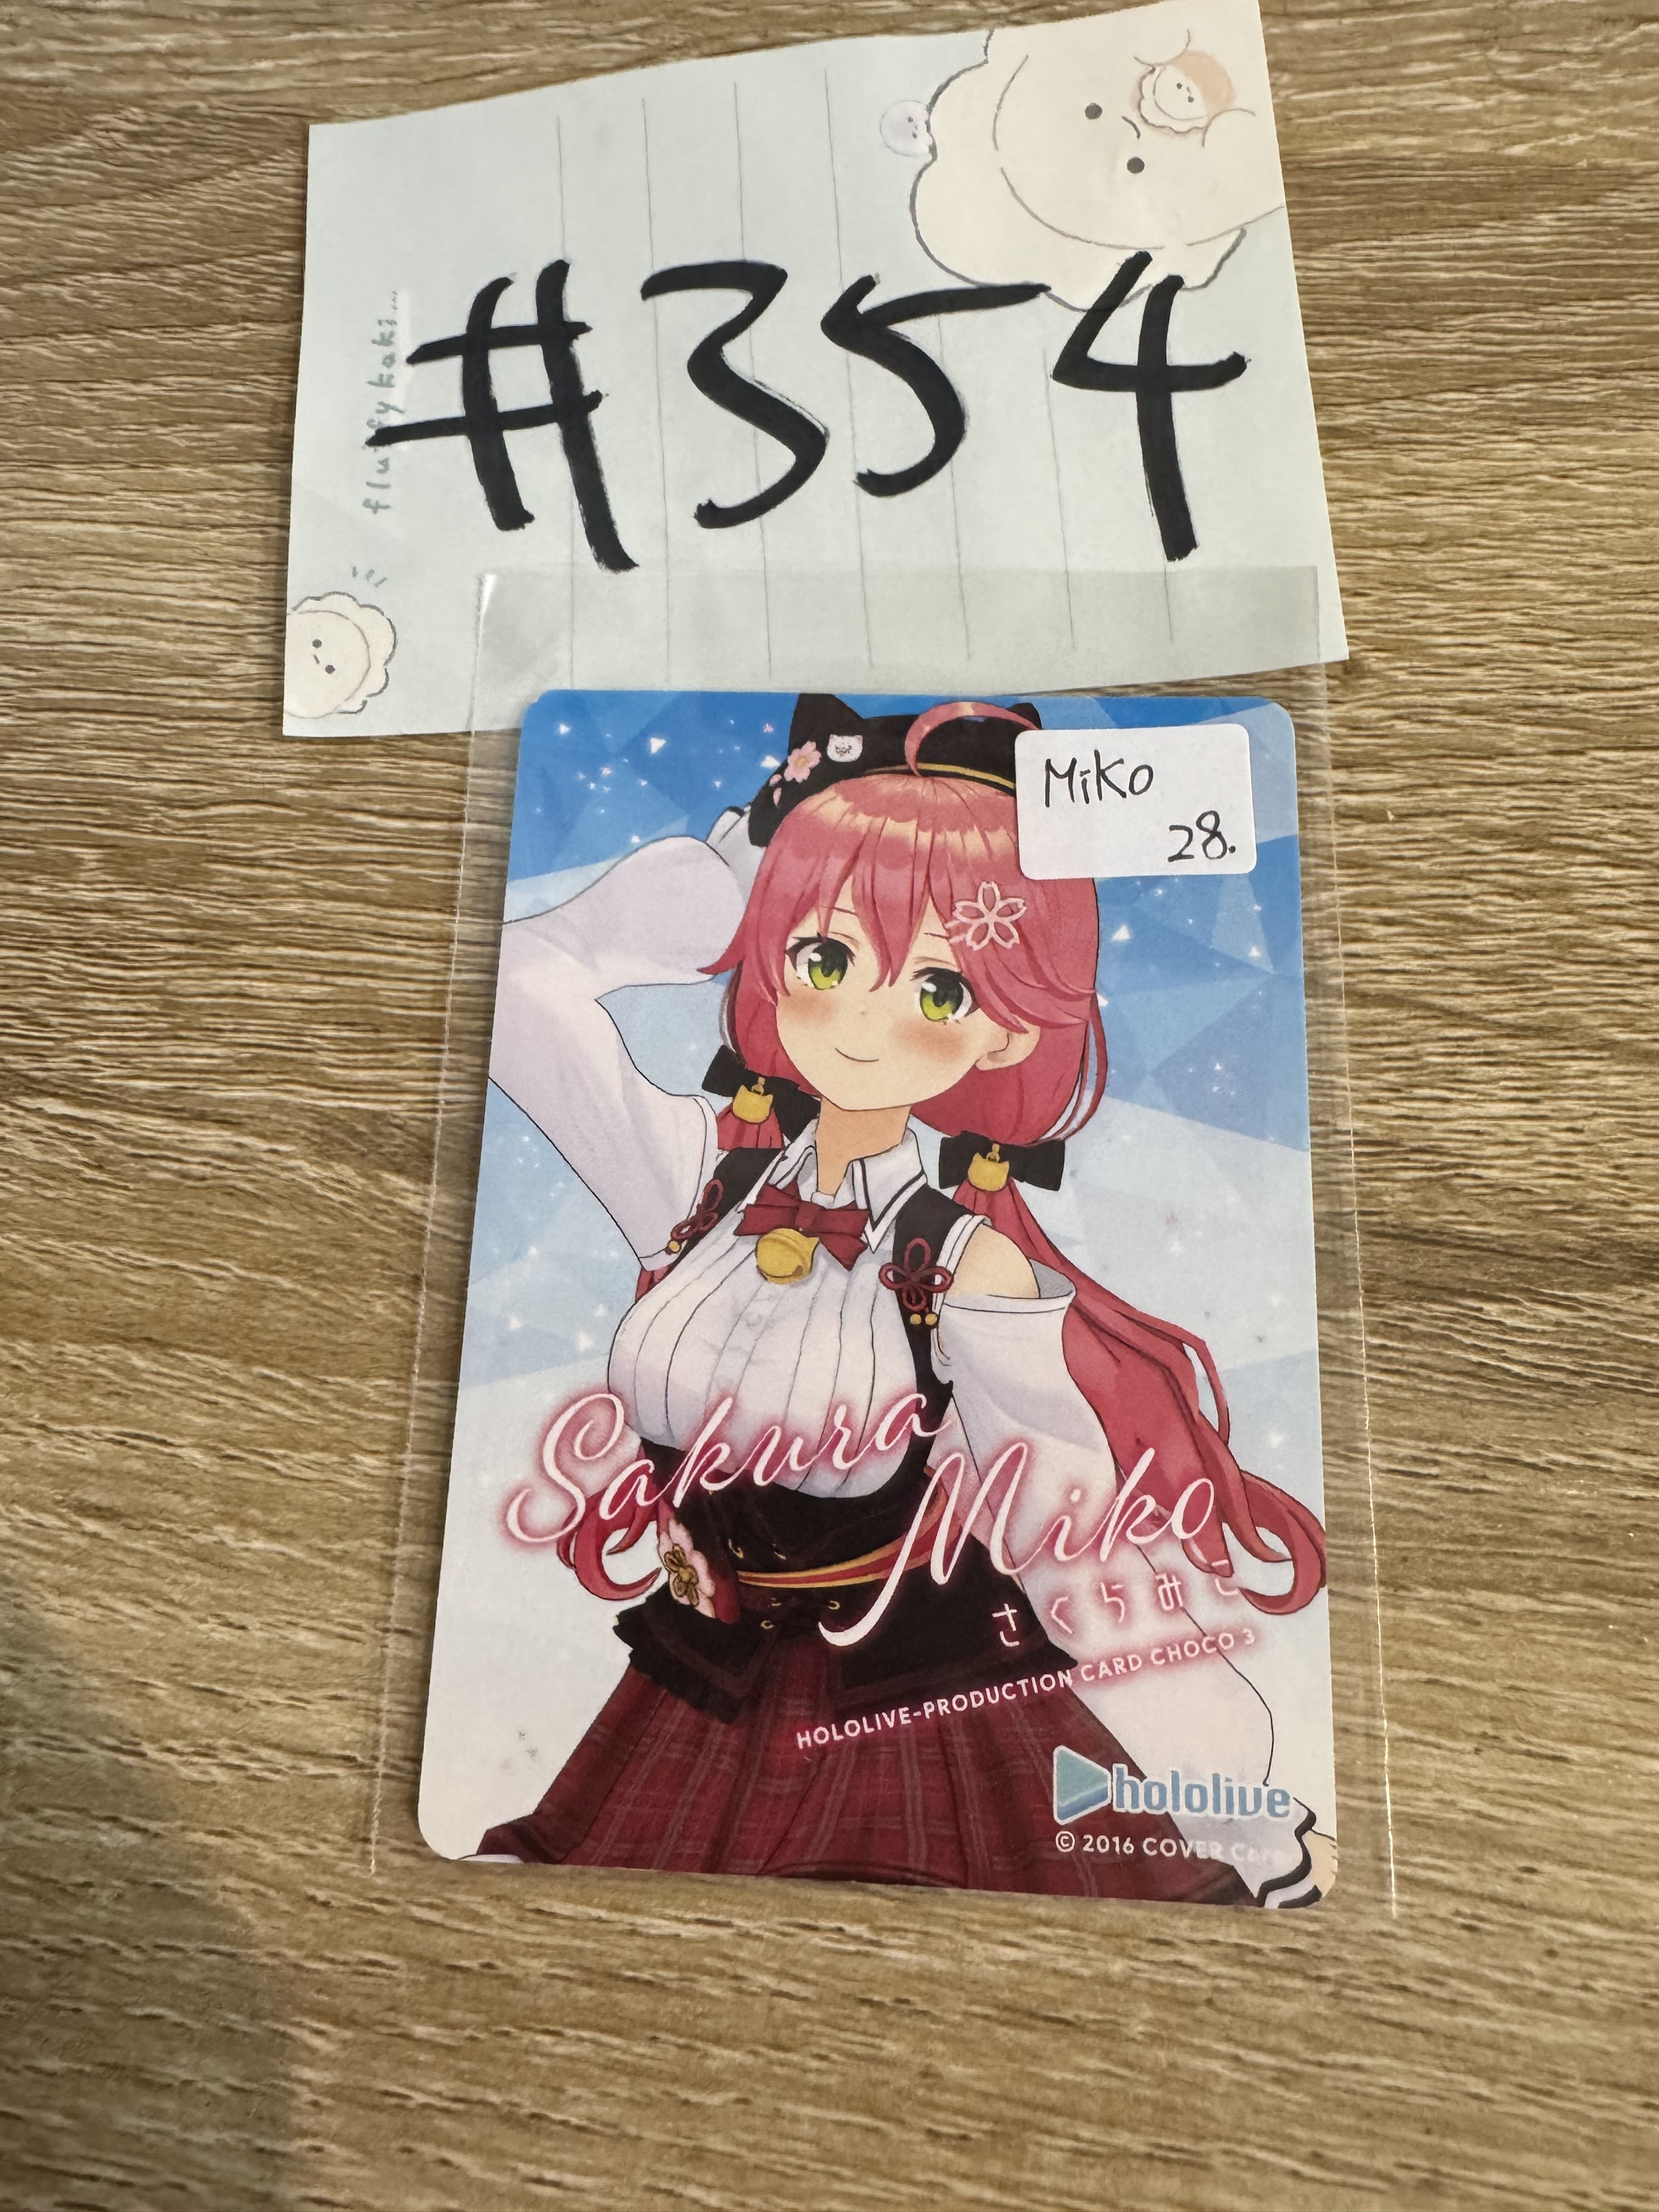 #354
fluffy kaki...
Miko
28.
Sakura
Miko
さくらみこ
HOLOLIVE-PRODUCTION CARD CHOCO 3
hololive
© 2016 COVER Corp.